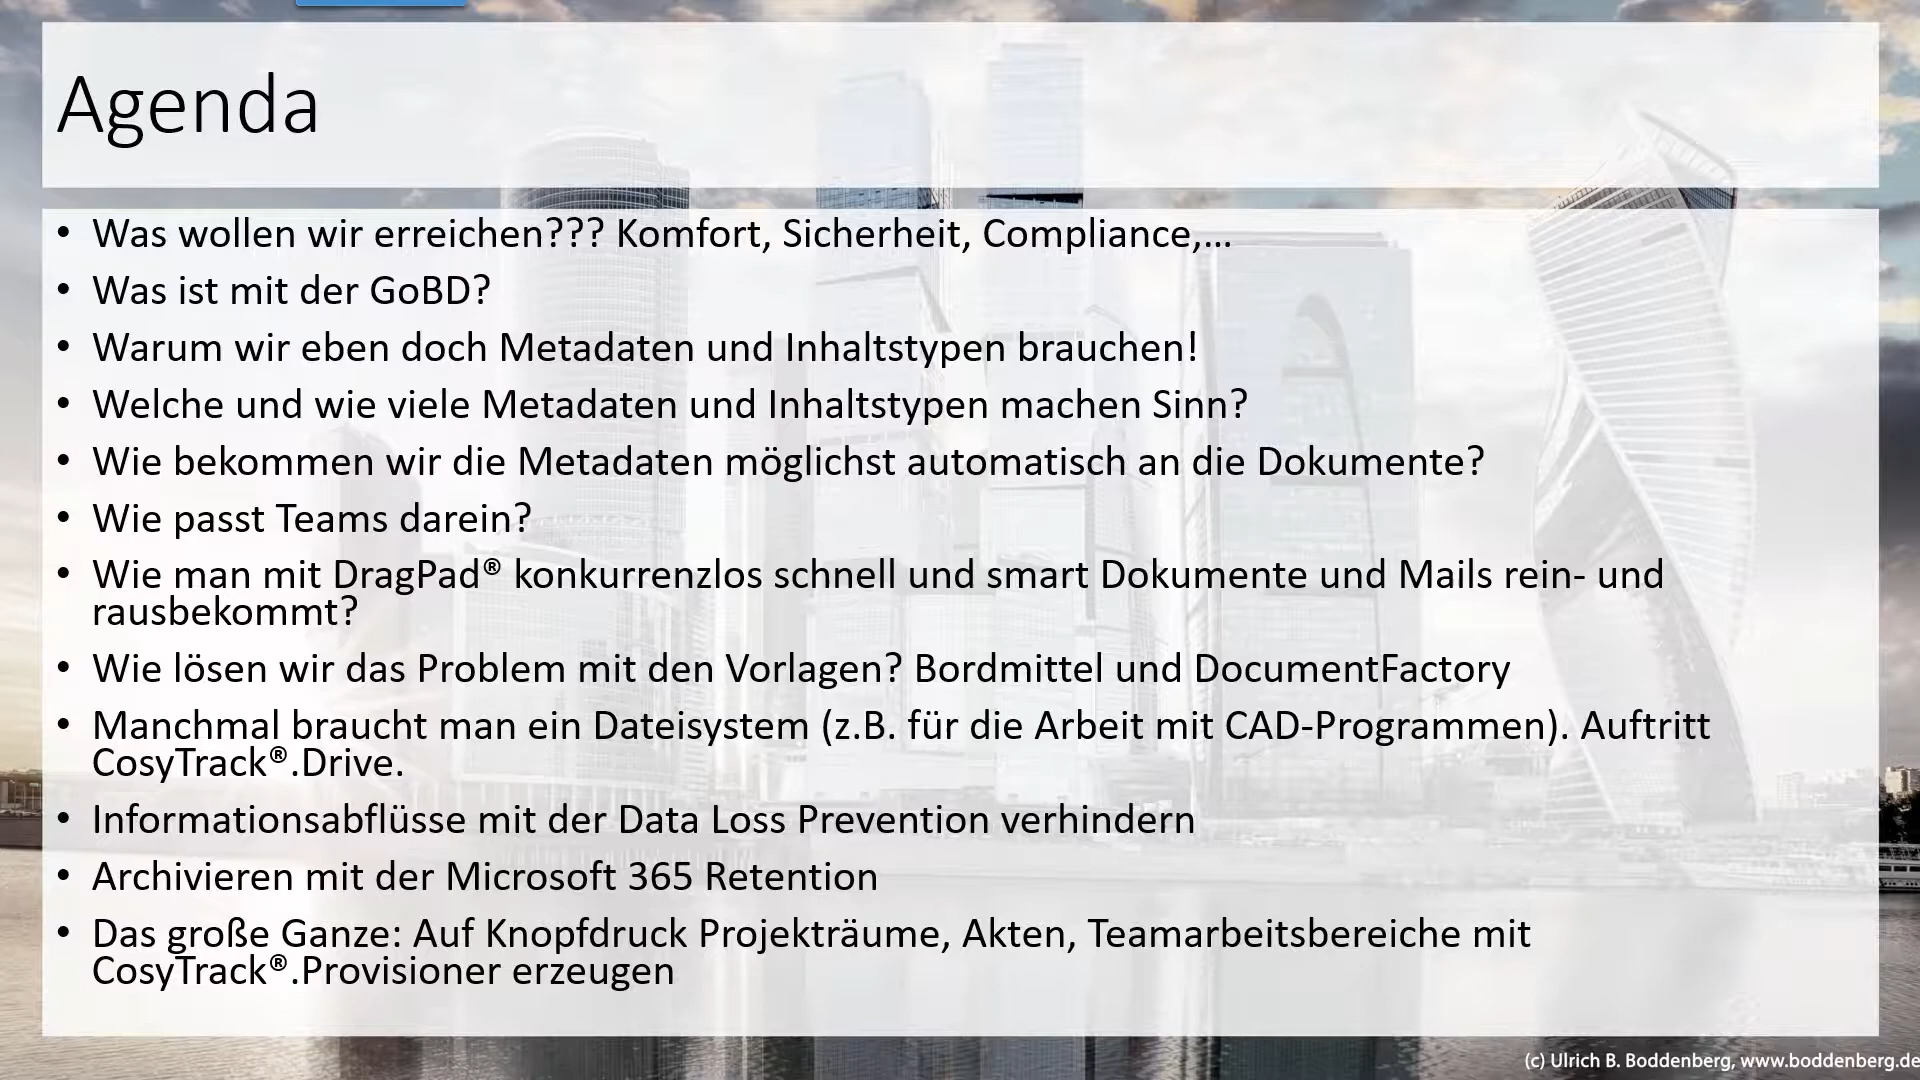 Agenda
• Was wollen wir erreichen??? Komfort, Sicherheit, Compliance,...
• Was ist mit der GoBD?
• Warum wir eben doch Metadaten und Inhaltstypen brauchen!
• Welche und wie viele Metadaten und Inhaltstypen machen Sinn?
• Wie bekommen wir die Metadaten möglichst automatisch an die Dokumente?
• Wie passt Teams darein?
• Wie man mit DragPad® konkurrenzlos schnell und smart Dokumente und Mails rein- und
rausbekommt?
• Wie lösen wir das Problem mit den Vorlagen? Bordmittel und DocumentFactory
• Manchmal braucht man ein Dateisystem (z.B. für die Arbeit mit CAD-Programmen). Auftritt
CosyTrack®.Drive.
• Informationsabflüsse mit der Data Loss Prevention verhindern
• Archivieren mit der Microsoft 365 Retention
• Das große Ganze: Auf Knopfdruck Projekträume, Akten, Teamarbeitsbereiche mit
CosyTrack®.Provisioner erzeugen
(c) Ulrich B. Boddenberg, www.boddenberg.de